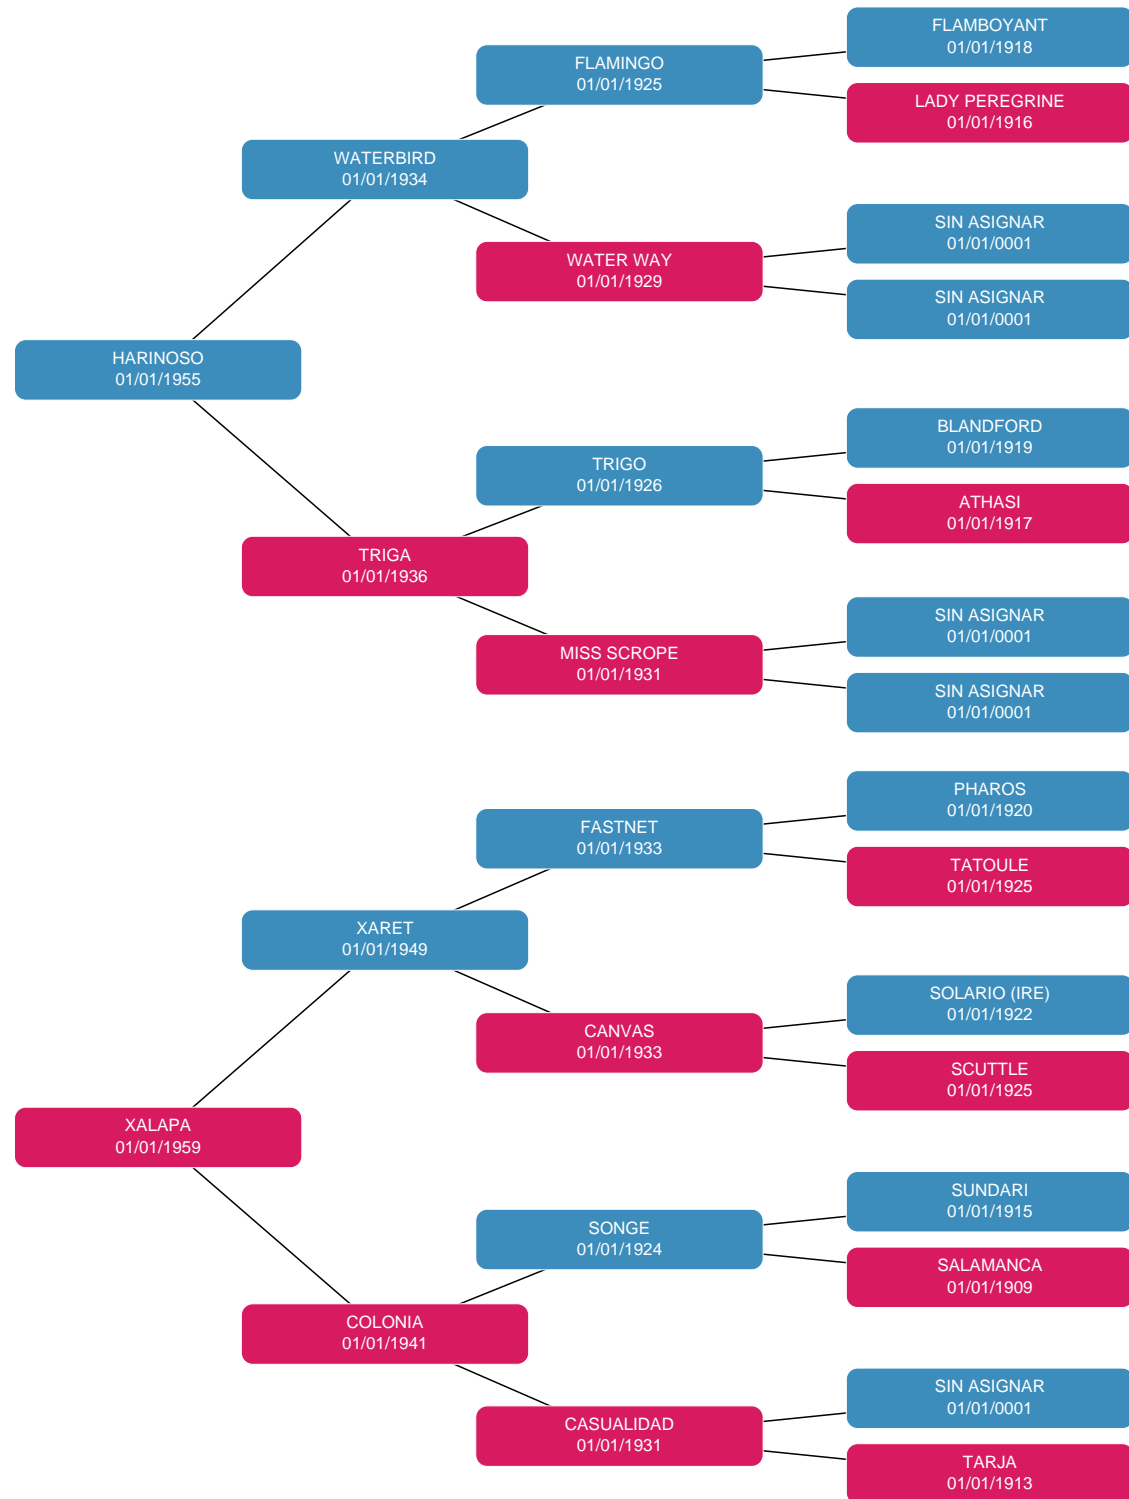 FLAMBOYANT
01/01/1918
FLAMINGO
01/01/1925
LADY PEREGRINE
01/01/1916
WATERBIRD
01/01/1934
SIN ASIGNAR
01/01/0001
WATER WAY
01/01/1929
SIN ASIGNAR
01/01/0001
HARINOSO
01/01/1955
BLANDFORD
01/01/1919
TRIGO
01/01/1926
ATHASI
01/01/1917
TRIGA
01/01/1936
SIN ASIGNAR
01/01/0001
MISS SCROPE
01/01/1931
SIN ASIGNAR
01/01/0001
PHAROS
01/01/1920
FASTNET
01/01/1933
TATOULE
01/01/1925
XARET
01/01/1949
SOLARIO (IRE)
01/01/1922
CANVAS
01/01/1933
SCUTTLE
01/01/1925
XALAPA
01/01/1959
SUNDARI
01/01/1915
SONGE
01/01/1924
SALAMANCA
01/01/1909
COLONIA
01/01/1941
SIN ASIGNAR
01/01/0001
CASUALIDAD
01/01/1931
TARJA
01/01/1913